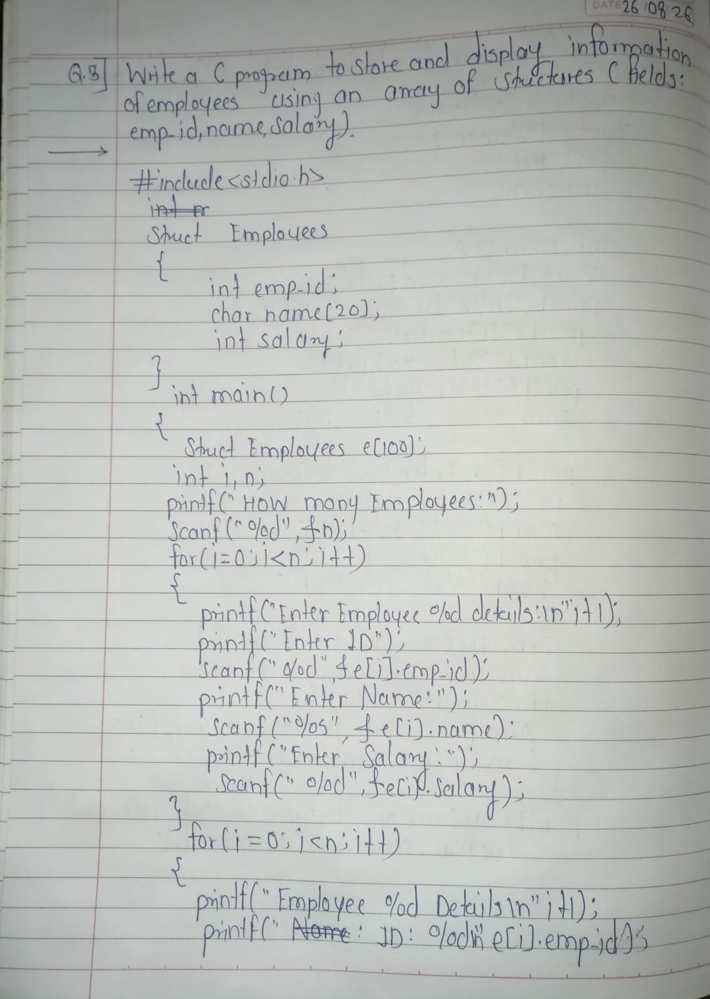 DATE 26 08 26
Q.3] Write a C program to store and display information
of employees using an array of structures ( fields:
emp-id, name, salary).
#include<stdio.h>
int
Struct Employees
{
int emp-id;
char name[20];
int salary;
}
int main()
{
Struct Employees e[100];
int i, n;
printf(" How many Employees:");
scanf("%d", &n);
for(i=0;i<n;i++)
{
printf("Enter Employee %d details:\n" i+1);
printf(" Enter ID");
scanf(" %d" &e[i].emp-id);
printf(" Enter Name:");
scanf("%s", &e[i].name);
printf("Enter Salary:");
scanf(" %d", &e[i].salary);
}
for(i=0; i<n; i++)
{
printf(" Employee %d Details\n" i+1);
printf(" Name: ID: %d\n" e[i].emp-id);